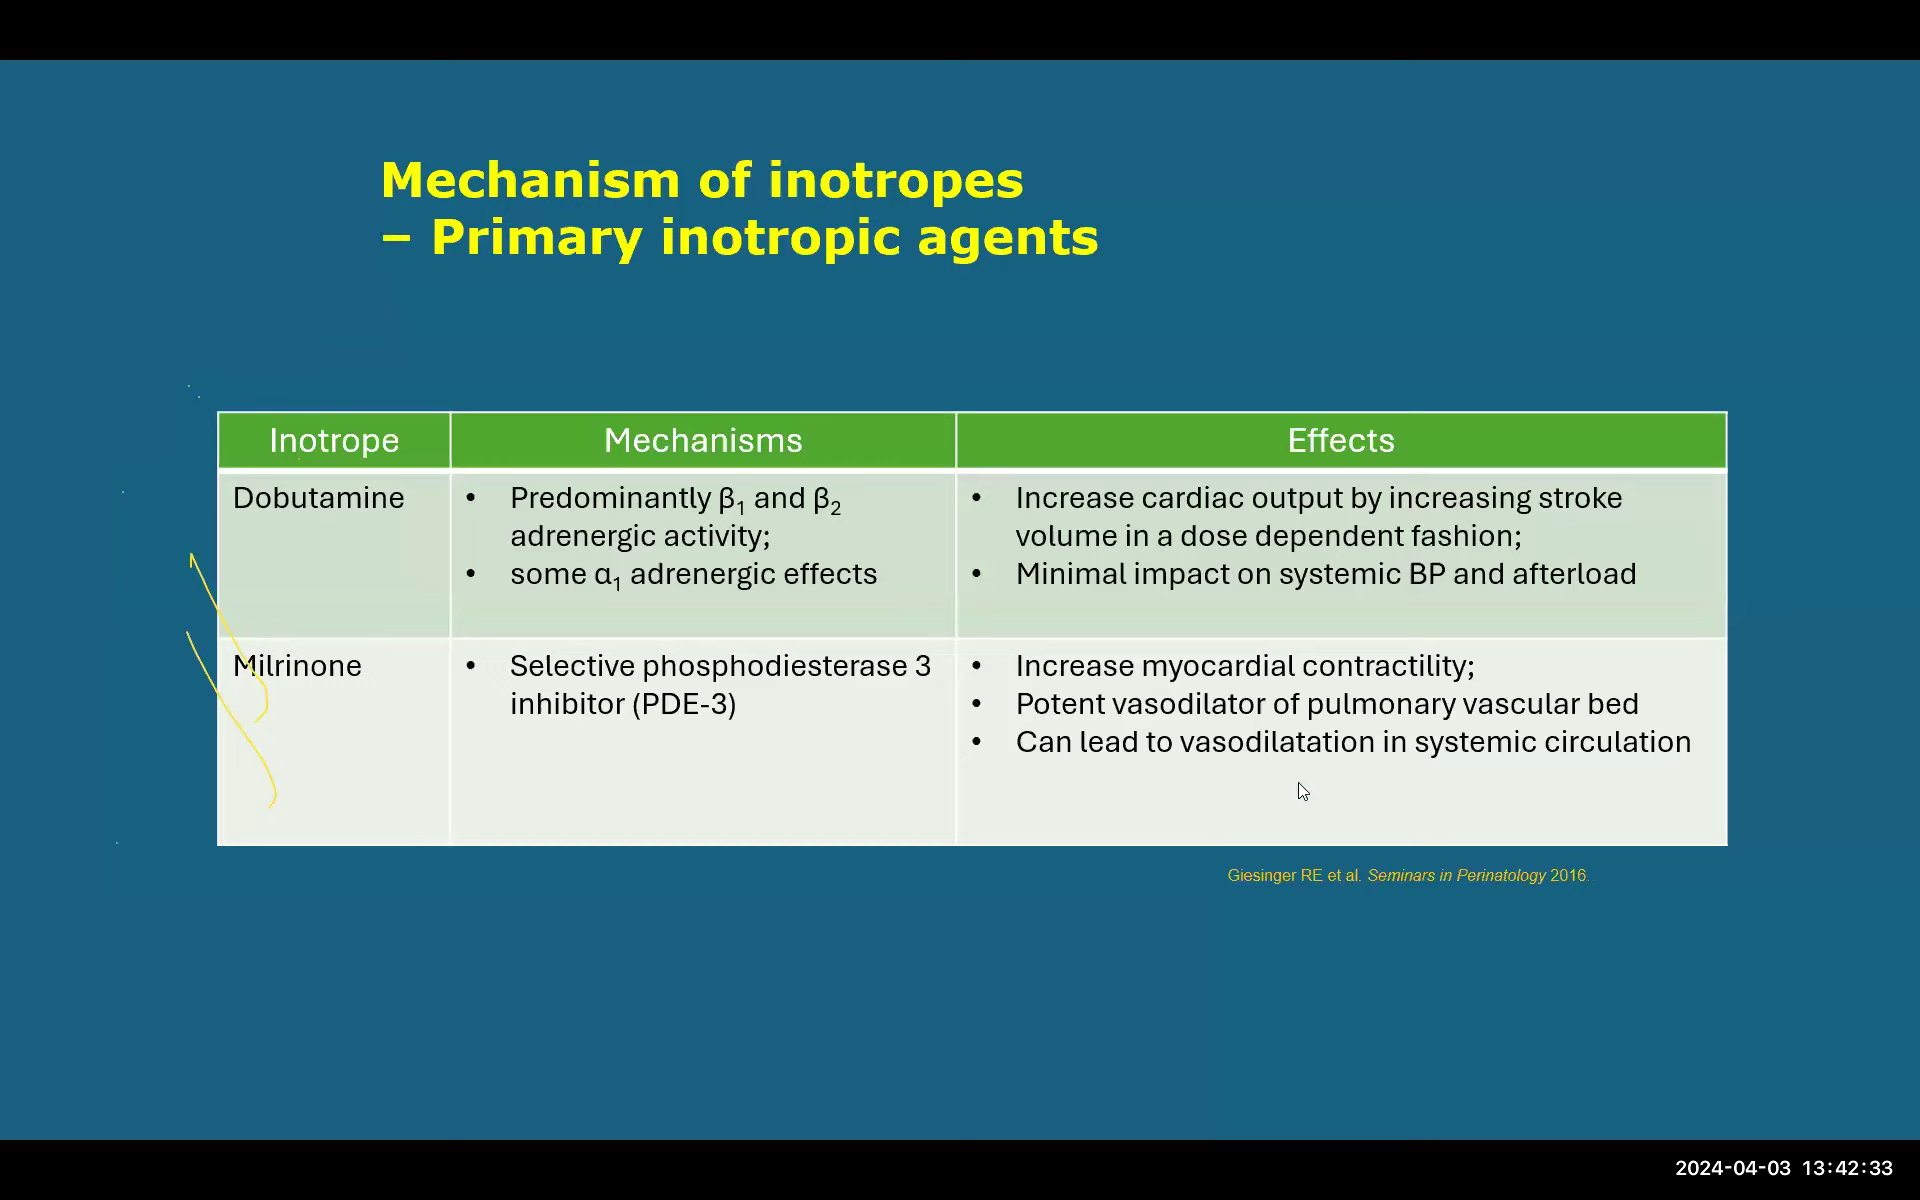 Mechanism of inotropes
– Primary inotropic agents
Inotrope
Mechanisms
Effects
Dobutamine
• Predominantly β₁ and β₂
adrenergic activity;
• some α₁ adrenergic effects
• Increase cardiac output by increasing stroke
volume in a dose dependent fashion;
• Minimal impact on systemic BP and afterload
Milrinone
• Selective phosphodiesterase 3
inhibitor (PDE-3)
• Increase myocardial contractility;
• Potent vasodilator of pulmonary vascular bed
• Can lead to vasodilatation in systemic circulation
Giesinger RE et al. Seminars in Perinatology 2016.
2024-04-03 13:42:33